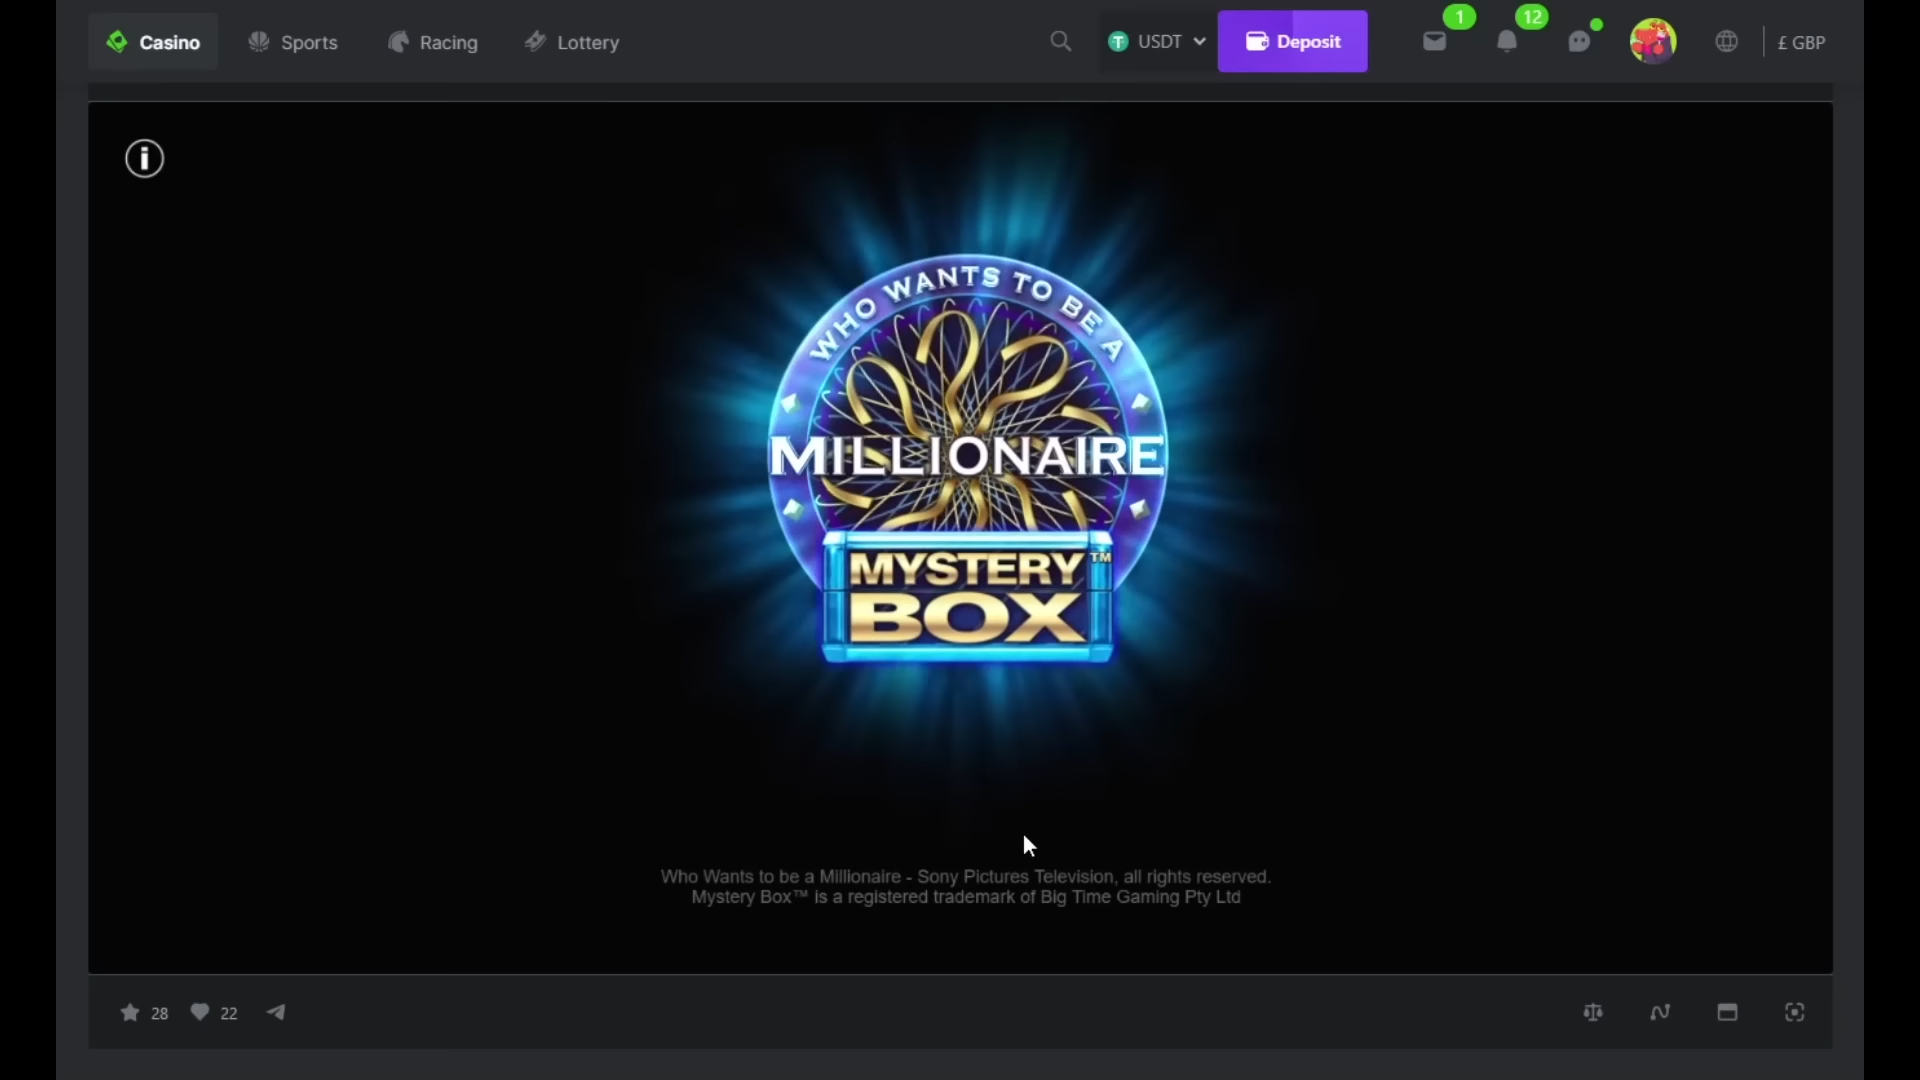 Casino
Sports
Racing
Lottery
USDT
Deposit
1
12
£ GBP
i
WHO WANTS TO BE A
MILLIONAIRE
MYSTERY™
BOX
Who Wants to be a Millionaire - Sony Pictures Television, all rights reserved.
Mystery Box™ is a registered trademark of Big Time Gaming Pty Ltd
28
22